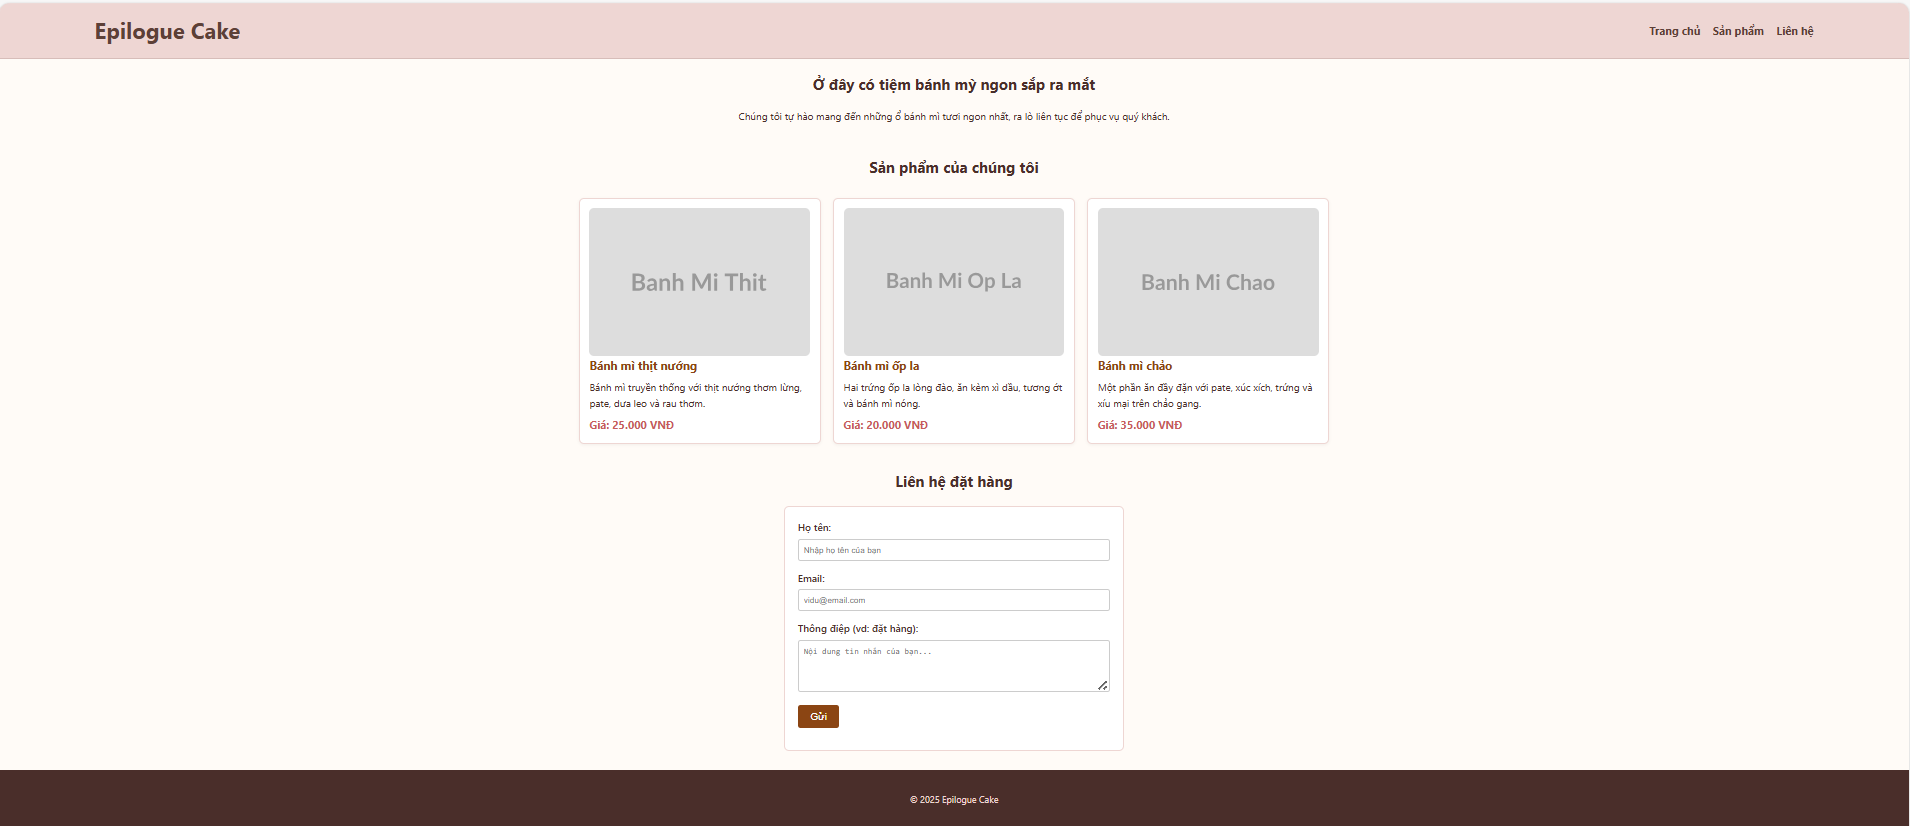 Epilogue Cake
Trang chủ Sản phẩm Liên hệ
Ở đây có tiệm bánh mỳ ngon sắp ra mắt
Chúng tôi tự hào mang đến những ổ bánh mì tươi ngon nhất, ra lò liên tục để phục vụ quý khách.
Sản phẩm của chúng tôi
Banh Mi Thit
Bánh mì thịt nướng
Bánh mì truyền thống với thịt nướng thơm lừng,
pate, dưa leo và rau thơm.
Giá: 25.000 VNĐ
Banh Mi Op La
Bánh mì ốp la
Hai trứng ốp la lòng đào, ăn kèm xì dầu, tương ớt
và bánh mì nóng.
Giá: 20.000 VNĐ
Banh Mi Chao
Bánh mì chảo
Một phần ăn đầy đặn với pate, xúc xích, trứng và
xíu mại trên chảo gang.
Giá: 35.000 VNĐ
Liên hệ đặt hàng
Họ tên:
Nhập họ tên của bạn
Email:
vidu@email.com
Thông điệp (vd: đặt hàng):
Nội dung tin nhắn của bạn...
Gửi
© 2025 Epilogue Cake